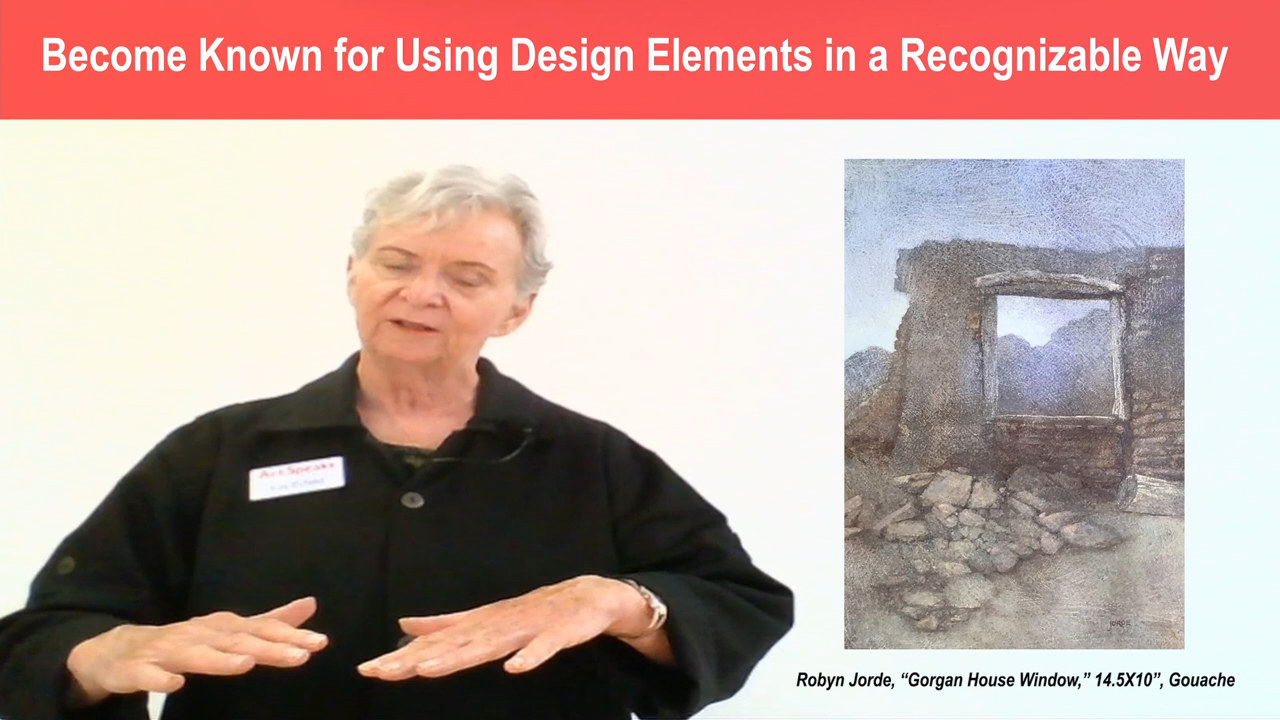 Become Known for Using Design Elements in a Recognizable Way
Art Speaks
JORDE
Robyn Jorde, “Gorgan House Window,” 14.5X10”, Gouache